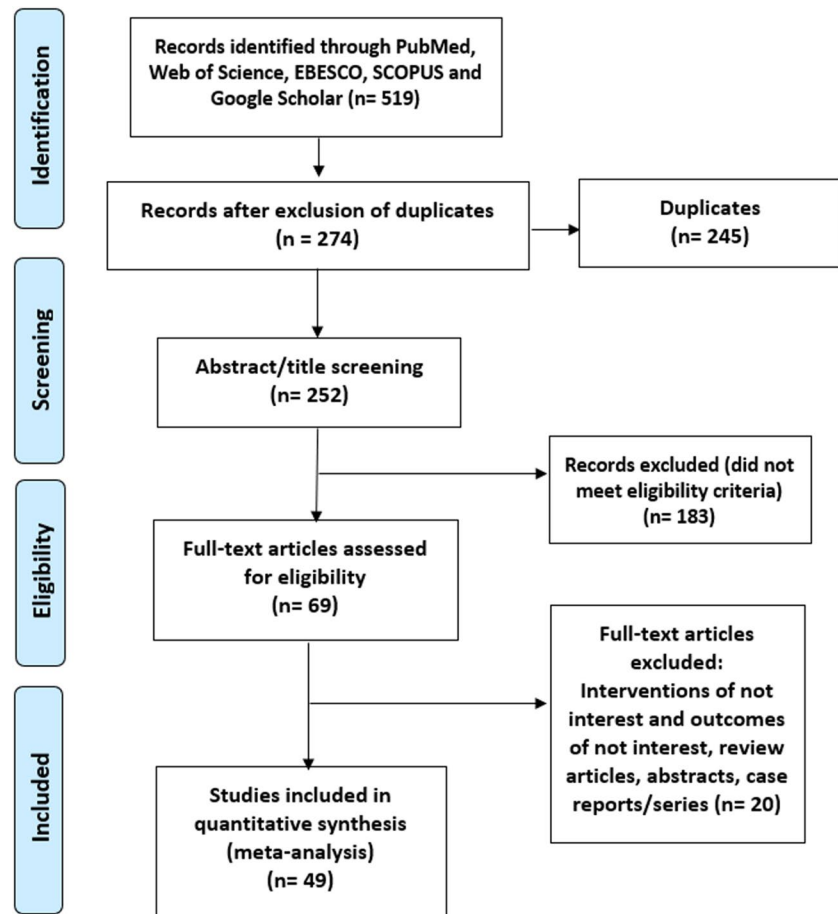 Identification
Records identified through PubMed,
Web of Science, EBESCO, SCOPUS and
Google Scholar (n= 519)
Records after exclusion of duplicates
(n = 274)
Duplicates
(n= 245)
Screening
Abstract/title screening
(n= 252)
Records excluded (did not
meet eligibility criteria)
(n= 183)
Eligibility
Full-text articles assessed
for eligibility
(n= 69)
Full-text articles
excluded:
Interventions of not
interest and outcomes
of not interest, review
articles, abstracts, case
reports/series (n= 20)
Included
Studies included in
quantitative synthesis
(meta-analysis)
(n= 49)